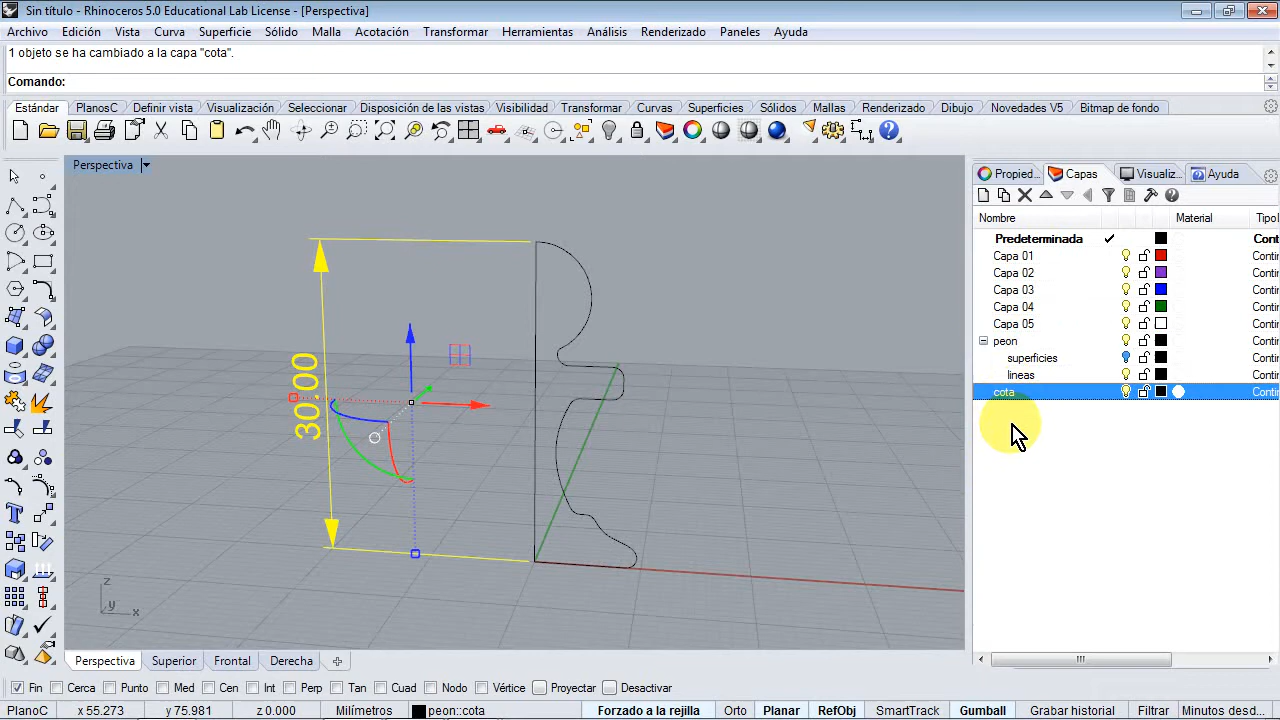 Sin título - Rhinoceros 5.0 Educational Lab License - [Perspectiva]
Archivo Edición Vista Curva Superficie Sólido Malla Acotación Transformar Herramientas Análisis Renderizado Paneles Ayuda
1 objeto se ha cambiado a la capa "cota".
Comando:
Estándar PlanosC Definir vista Visualización Seleccionar Disposición de las vistas Visibilidad Transformar Curvas Superficies Sólidos Mallas Renderizado Dibujo Novedades V5 Bitmap de fondo
Perspectiva
Propied... Capas Visualiz... Ayuda
Nombre Material Tipo
Predeterminada Cont
Capa 01 Contir
Capa 02 Contir
Capa 03 Contir
Capa 04 Contir
Capa 05 Contir
peon Contir
superficies Contir
lineas Contir
cota Contir
30.00
z
y x
Perspectiva Superior Frontal Derecha
Fin Cerca Punto Med Cen Int Perp Tan Cuad Nodo Vértice Proyectar Desactivar
PlanoC x 55.273 y 75.981 z 0.000 Milímetros peon::cota Forzado a la rejilla Orto Planar RefObj SmartTrack Gumball Grabar historial Filtrar Minutos desd...